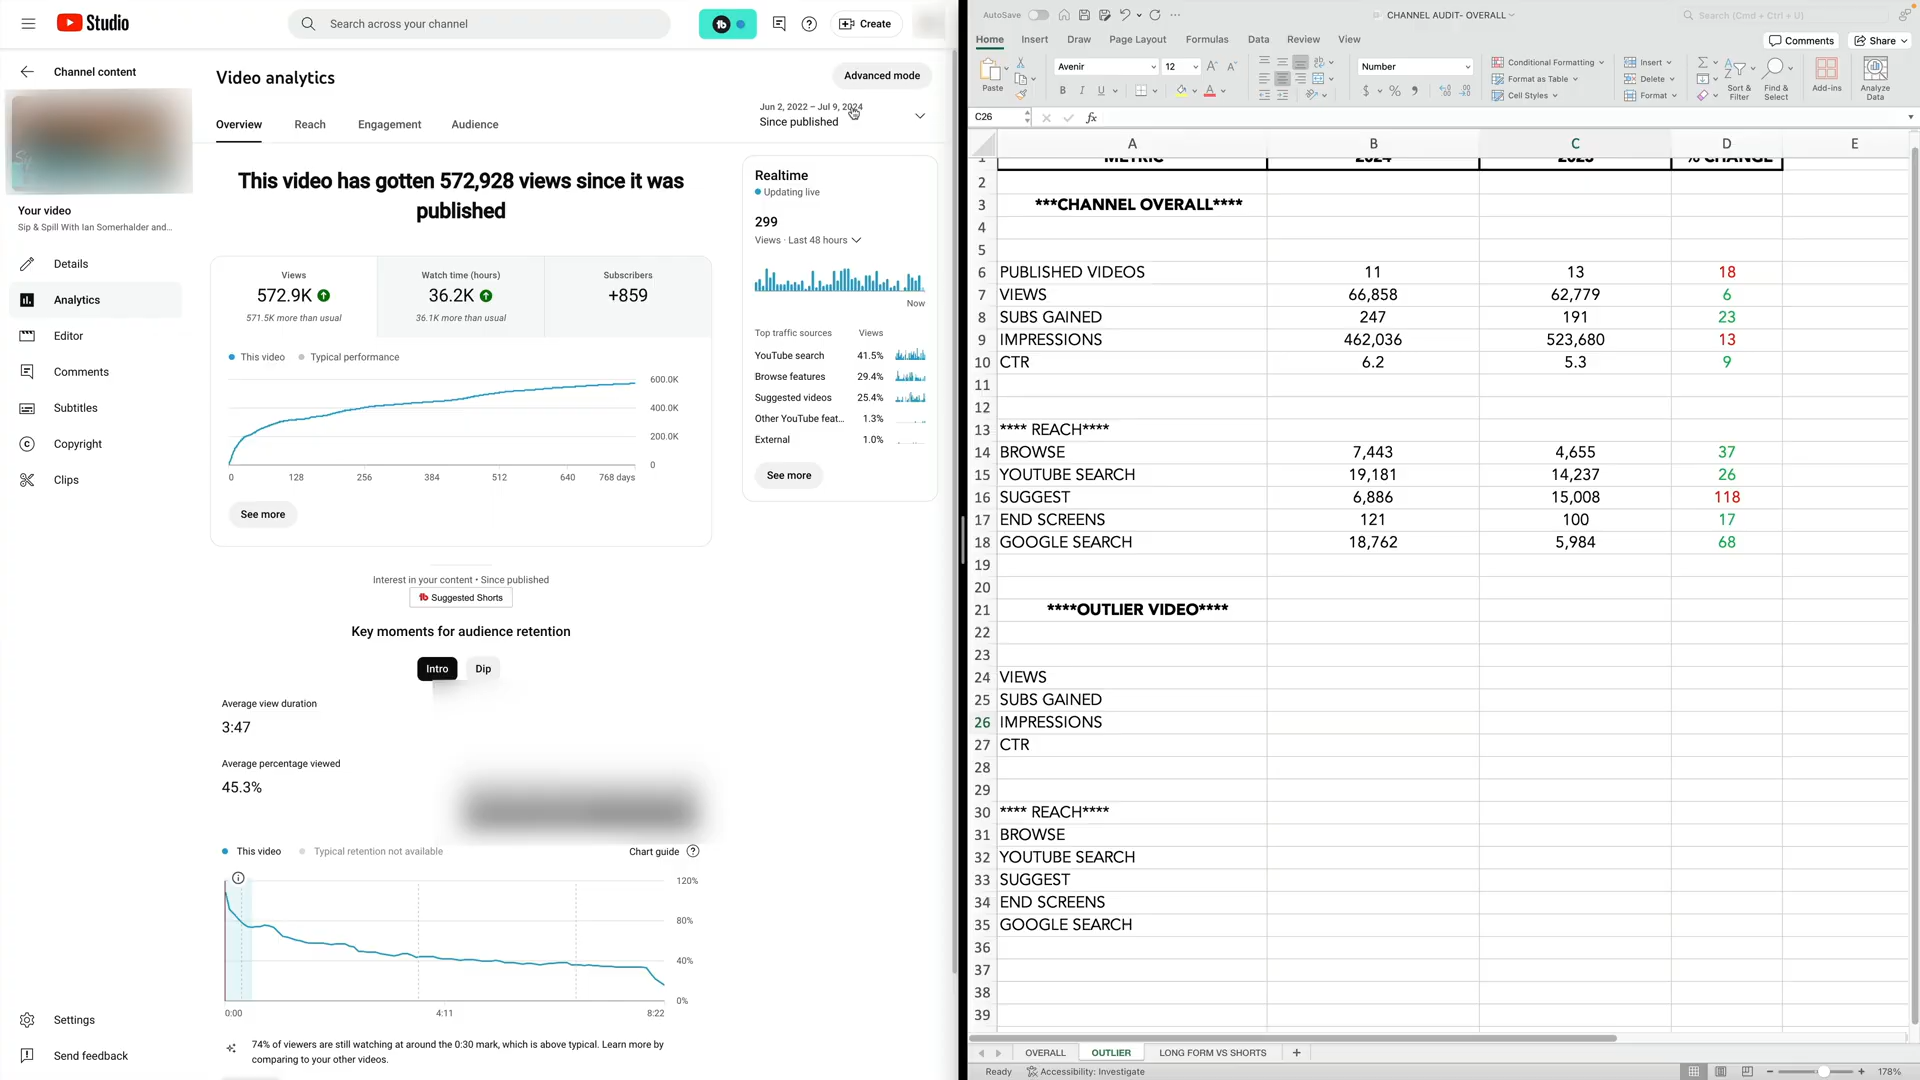 Studio
Search across your channel
Create
Channel content
Your video
Sip & Spill With Ian Somerhalder and...
Details
Analytics
Editor
Comments
Subtitles
Copyright
Clips
Settings
Send feedback
Video analytics
Advanced mode
Jun 2, 2022 – Jul 9, 2024
Since published
Overview Reach Engagement Audience
This video has gotten 572,928 views since it was
published
Views Watch time (hours) Subscribers
572.9K 36.2K +859
571.5K more than usual 36.1K more than usual
This video Typical performance
600.0K
400.0K
200.0K
0
0 128 256 384 512 640 768 days
See more
Realtime
Updating live
299
Views · Last 48 hours
Now
Top traffic sources Views
YouTube search 41.5%
Browse features 29.4%
Suggested videos 25.4%
Other YouTube feat... 1.3%
External 1.0%
See more
Interest in your content • Since published
Suggested Shorts
Key moments for audience retention
Intro Dip
Average view duration
3:47
Average percentage viewed
45.3%
This video Typical retention not available Chart guide
120%
80%
40%
0%
0:00 4:11 8:22
74% of viewers are still watching at around the 0:30 mark, which is above typical. Learn more by
comparing to your other videos.
AutoSave CHANNEL AUDIT- OVERALL Search (Cmd + Ctrl + U)
Home Insert Draw Page Layout Formulas Data Review View Comments Share
Paste Avenir 12 Number
B I U
Conditional Formatting
Format as Table
Cell Styles
Insert
Delete
Format
Sort &
Filter
Find &
Select
Add-ins
Analyze
Data
C26 fx
A B C D E
1 METRIC 2024 2023 % CHANGE
2
3 ***CHANNEL OVERALL****
4
5
6 PUBLISHED VIDEOS 11 13 18
7 VIEWS 66,858 62,779 6
8 SUBS GAINED 247 191 23
9 IMPRESSIONS 462,036 523,680 13
10 CTR 6.2 5.3 9
11
12
13 **** REACH****
14 BROWSE 7,443 4,655 37
15 YOUTUBE SEARCH 19,181 14,237 26
16 SUGGEST 6,886 15,008 118
17 END SCREENS 121 100 17
18 GOOGLE SEARCH 18,762 5,984 68
19
20
21 ****OUTLIER VIDEO****
22
23
24 VIEWS
25 SUBS GAINED
26 IMPRESSIONS
27 CTR
28
29
30 **** REACH****
31 BROWSE
32 YOUTUBE SEARCH
33 SUGGEST
34 END SCREENS
35 GOOGLE SEARCH
36
37
38
39
OVERALL OUTLIER LONG FORM VS SHORTS +
Ready Accessibility: Investigate 178%